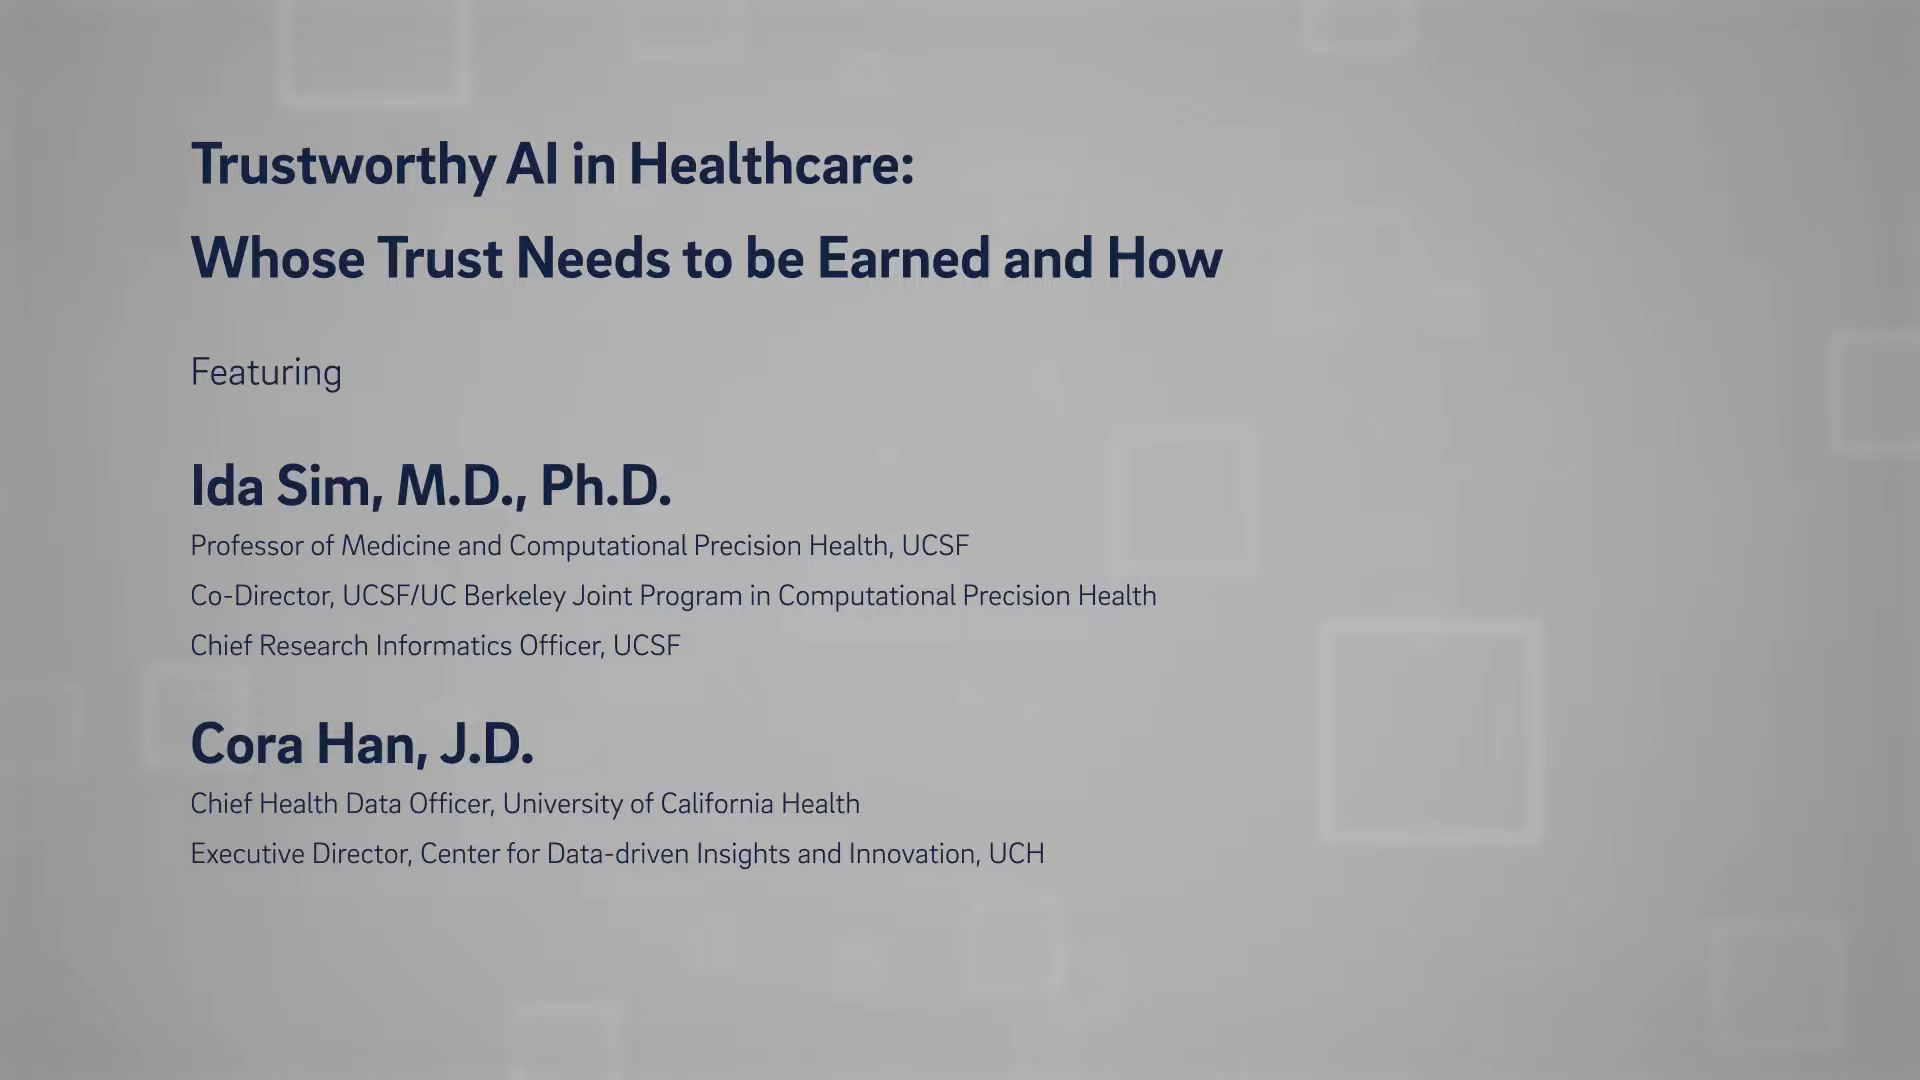 Trustworthy AI in Healthcare:
Whose Trust Needs to be Earned and How
Featuring
Ida Sim, M.D., Ph.D.
Professor of Medicine and Computational Precision Health, UCSF
Co-Director, UCSF/UC Berkeley Joint Program in Computational Precision Health
Chief Research Informatics Officer, UCSF
Cora Han, J.D.
Chief Health Data Officer, University of California Health
Executive Director, Center for Data-driven Insights and Innovation, UCH